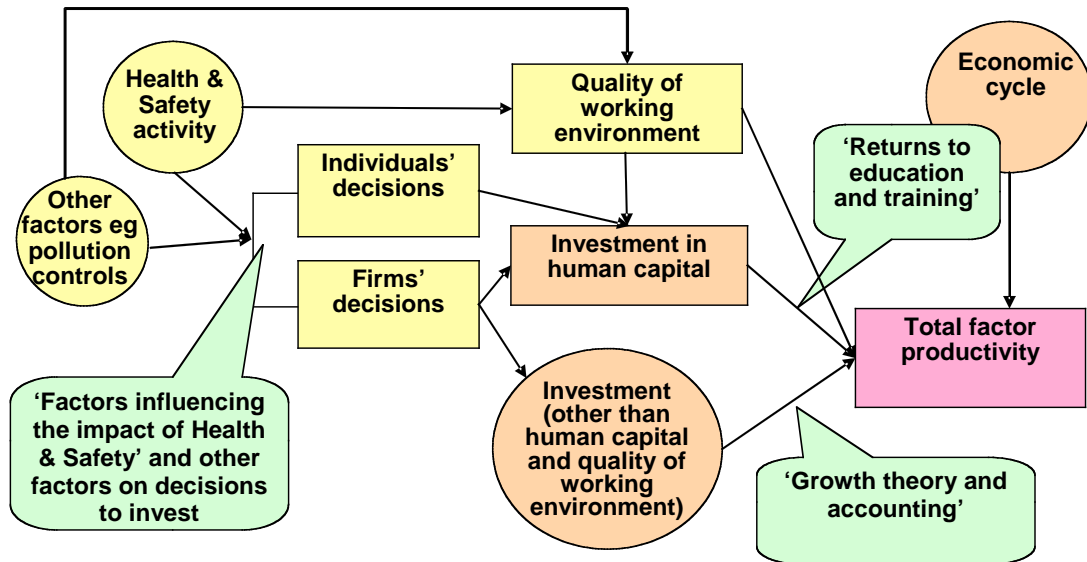 Health &
Safety
activity
Quality of
working
environment
Economic
cycle
Individuals’
decisions
‘Returns to
education
and training’
Other
factors eg
pollution
controls
Investment in
human capital
Firms’
decisions
Total factor
productivity
‘Factors influencing
the impact of Health
& Safety’ and other
factors on decisions
to invest
Investment
(other than
human capital
and quality of
working
environment)
‘Growth theory and
accounting’